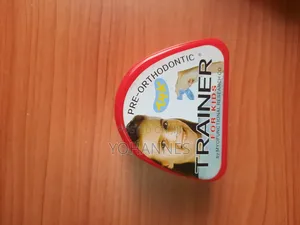 PRE-ORTHODONTIC
TRAINER
FOR KIDS
YOHANNES